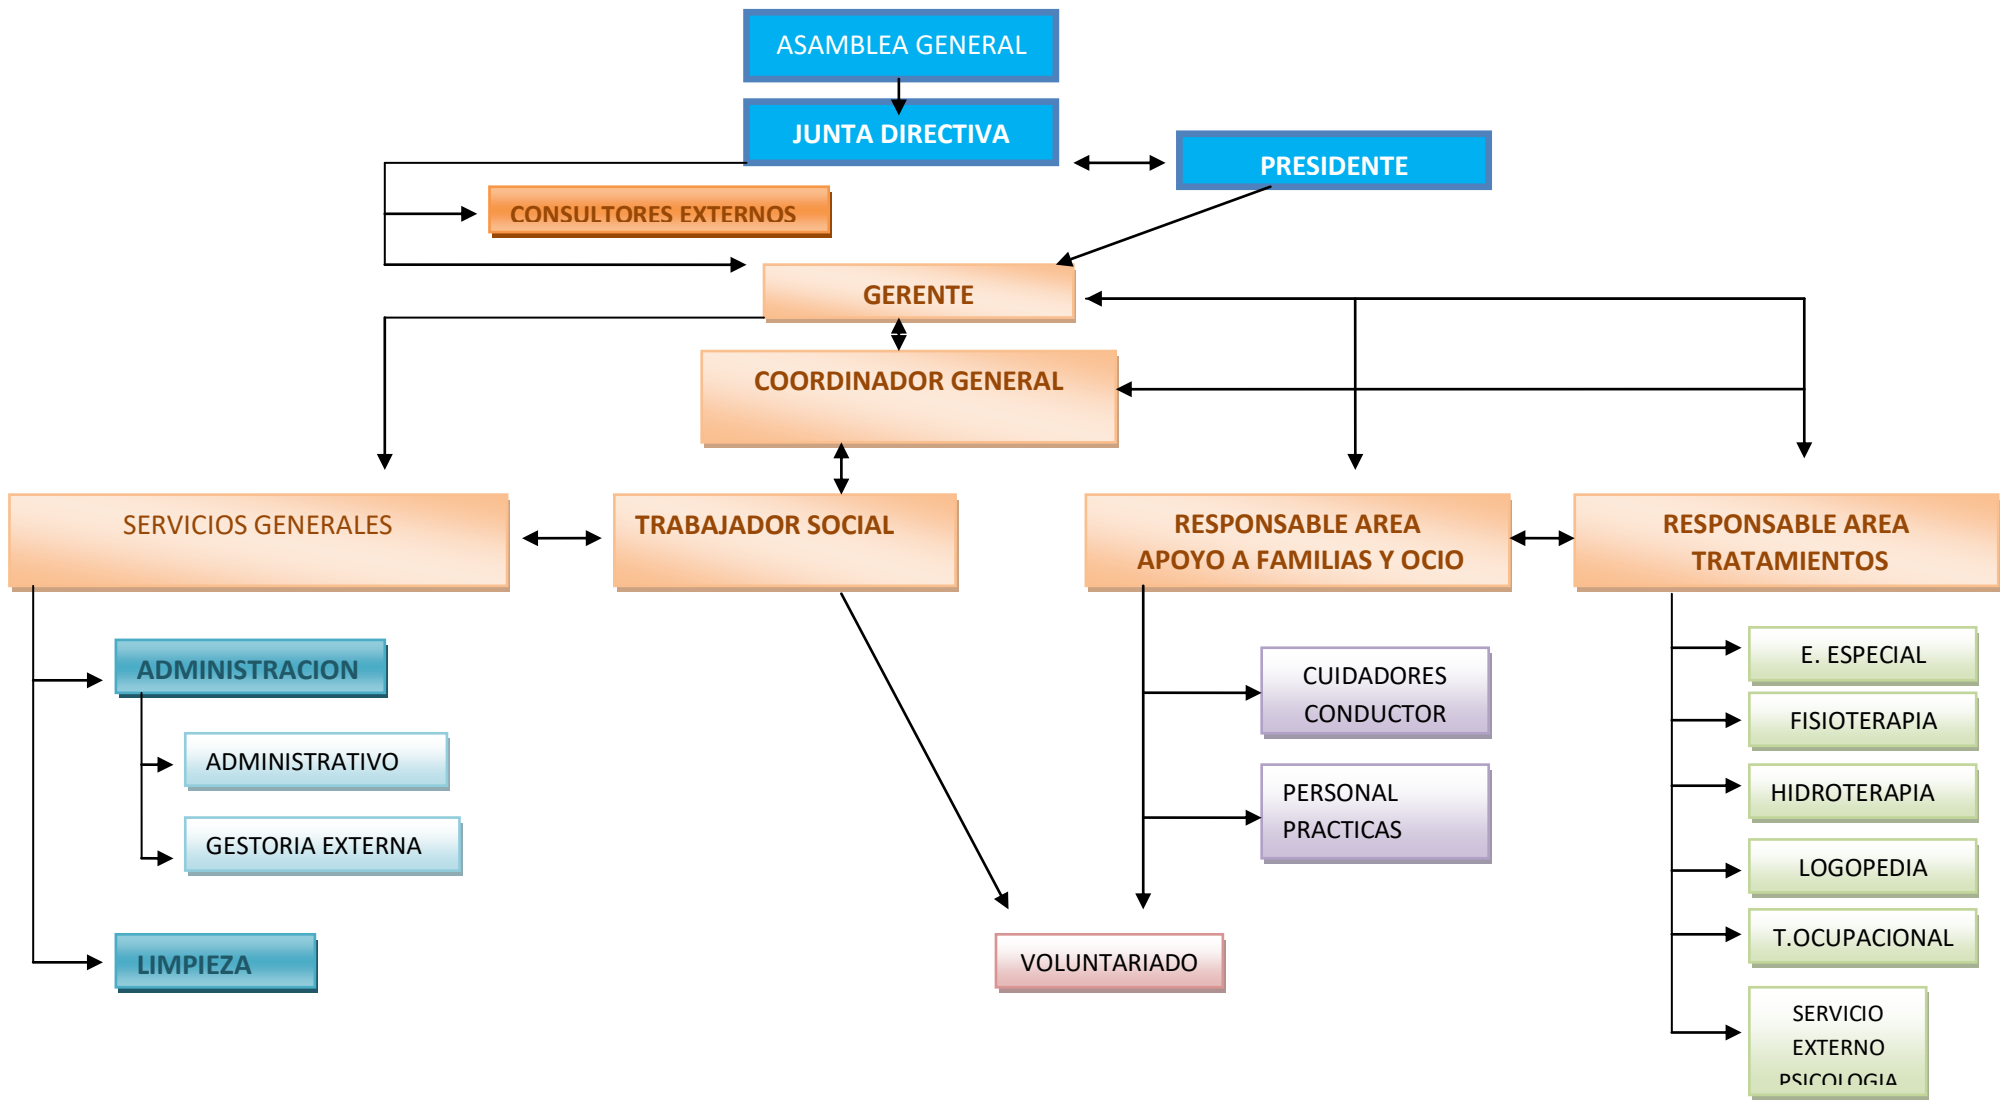 ASAMBLEA GENERAL
JUNTA DIRECTIVA
PRESIDENTE
CONSULTORES EXTERNOS
GERENTE
COORDINADOR GENERAL
SERVICIOS GENERALES
TRABAJADOR SOCIAL
RESPONSABLE AREA
APOYO A FAMILIAS Y OCIO
RESPONSABLE AREA
TRATAMIENTOS
ADMINISTRACION
ADMINISTRATIVO
GESTORIA EXTERNA
LIMPIEZA
VOLUNTARIADO
CUIDADORES
CONDUCTOR
PERSONAL
PRACTICAS
E. ESPECIAL
FISIOTERAPIA
HIDROTERAPIA
LOGOPEDIA
T.OCUPACIONAL
SERVICIO
EXTERNO
PSICOLOGIA